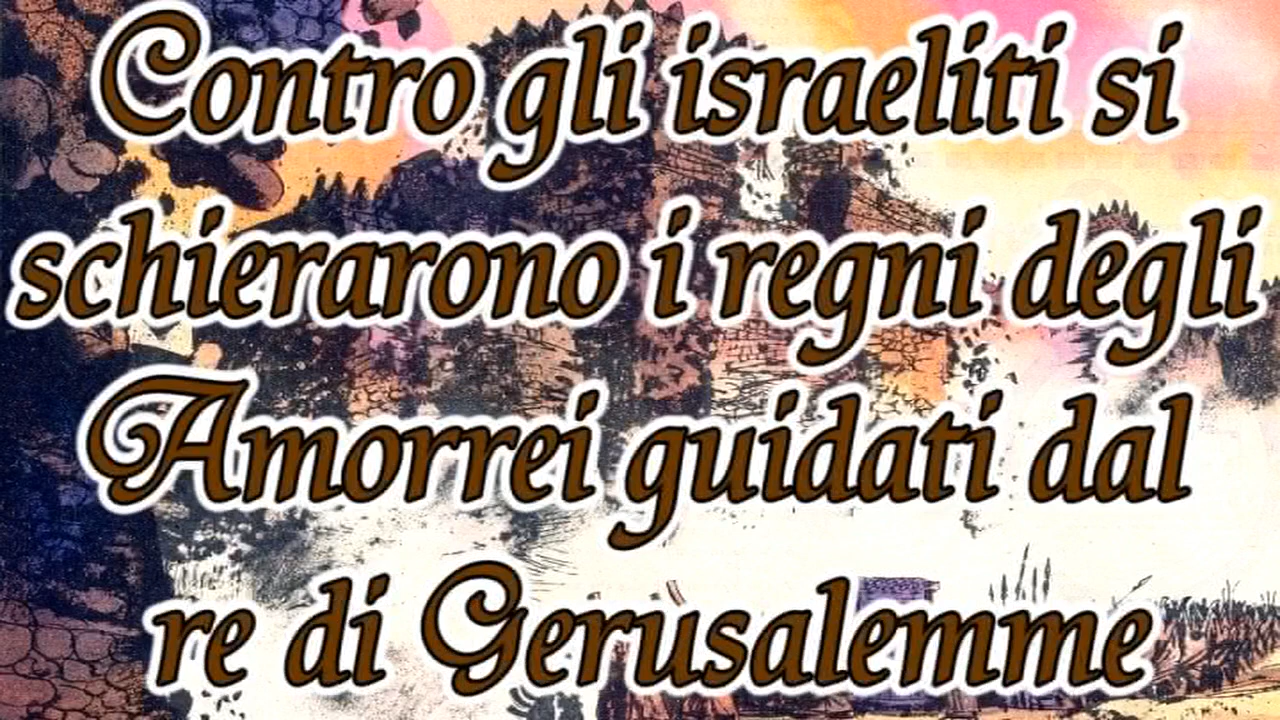 Contro gli israeliti si
schierarono i regni degli
Amorrei guidati dal
re di Gerusalemme